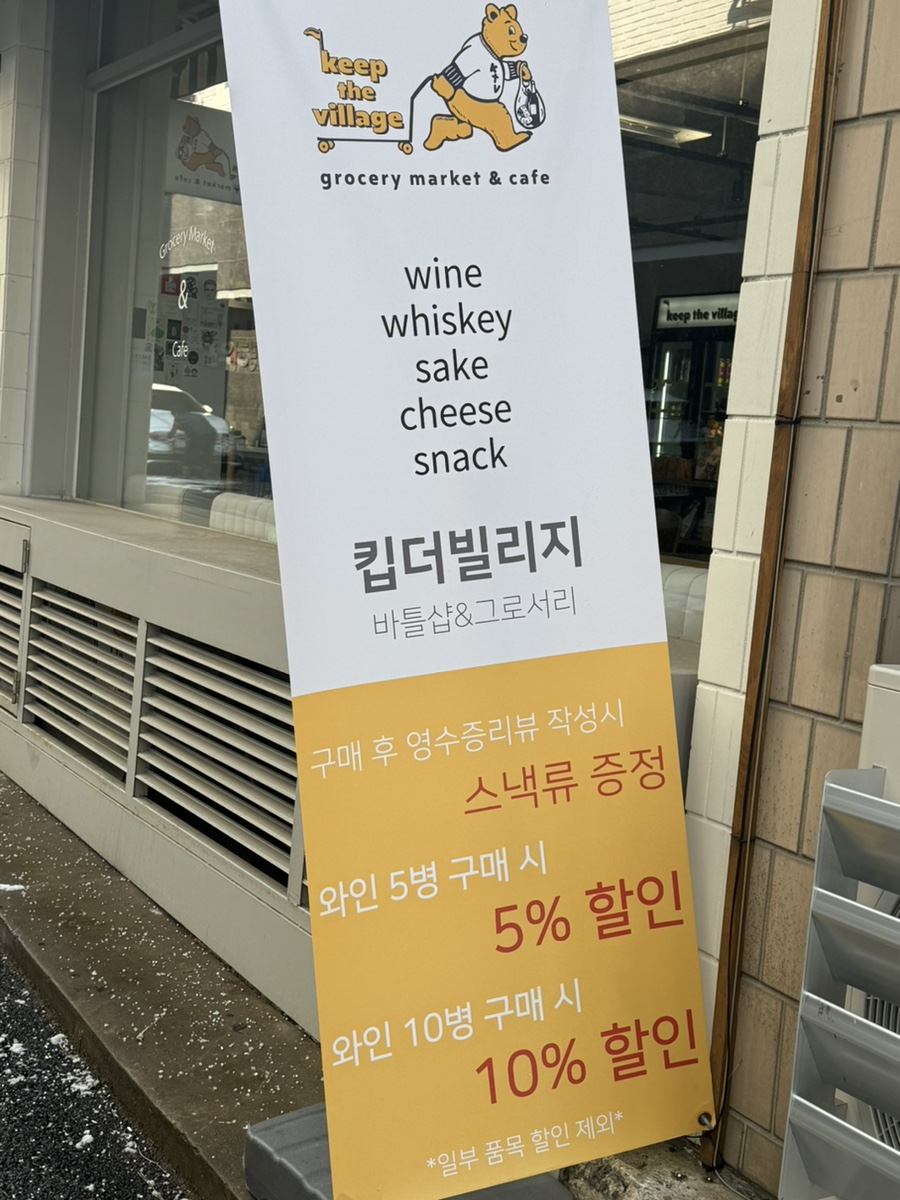 keep
the
village
grocery market & cafe
wine
whiskey
sake
cheese
snack
킵더빌리지
바틀샵&그로서리
구매 후 영수증리뷰 작성시
스낵류 증정
와인 5병 구매 시
5% 할인
와인 10병 구매 시
10% 할인
*일부 품목 할인 제외*
Grocery Market
&
Cafe
keep the villag